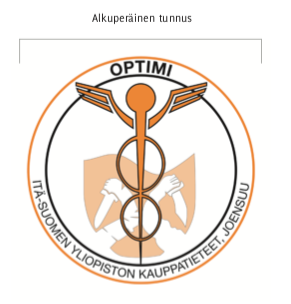 Alkuperäinen tunnus
OPTIMI
ITÄ-SUOMEN YLIOPISTON KAUPPATIETEET, JOENSUU